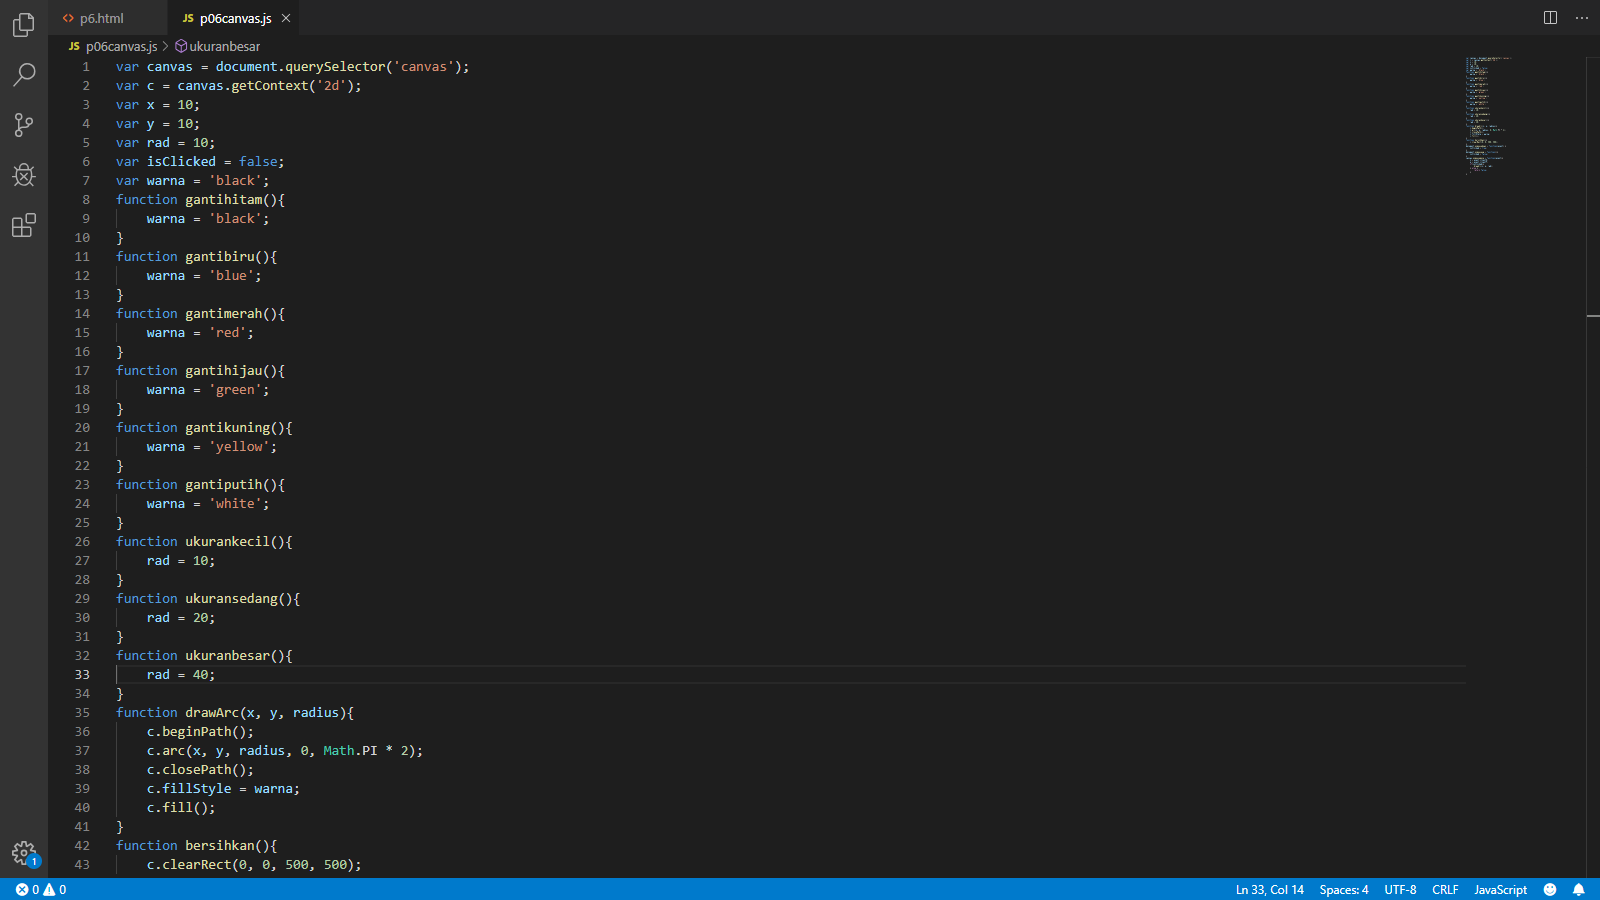 p6.html
JS p06canvas.js
JS p06canvas.js > ukuranbesar
1 var canvas = document.querySelector('canvas');
2 var c = canvas.getContext('2d');
3 var x = 10;
4 var y = 10;
5 var rad = 10;
6 var isClicked = false;
7 var warna = 'black';
8 function gantihitam(){
9 warna = 'black';
10 }
11 function gantibiru(){
12 warna = 'blue';
13 }
14 function gantimerah(){
15 warna = 'red';
16 }
17 function gantihijau(){
18 warna = 'green';
19 }
20 function gantikuning(){
21 warna = 'yellow';
22 }
23 function gantiputih(){
24 warna = 'white';
25 }
26 function ukurankecil(){
27 rad = 10;
28 }
29 function ukuransedang(){
30 rad = 20;
31 }
32 function ukuranbesar(){
33 rad = 40;
34 }
35 function drawArc(x, y, radius){
36 c.beginPath();
37 c.arc(x, y, radius, 0, Math.PI * 2);
38 c.closePath();
39 c.fillStyle = warna;
40 c.fill();
41 }
42 function bersihkan(){
43 c.clearRect(0, 0, 500, 500);
1
0 0 Ln 33, Col 14 Spaces: 4 UTF-8 CRLF JavaScript